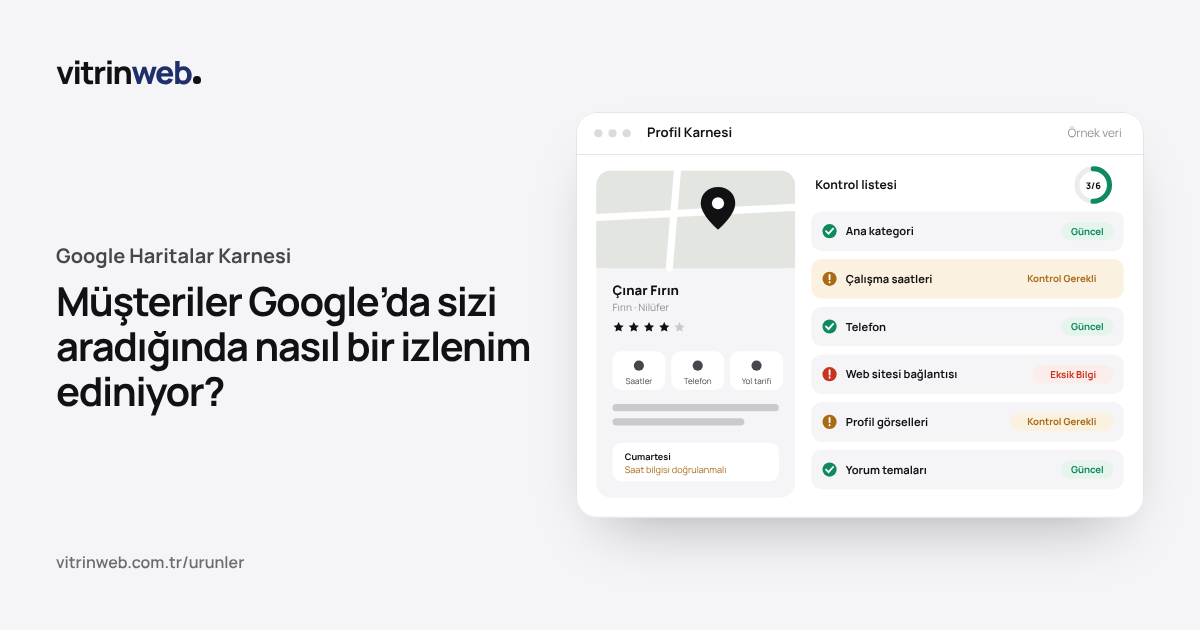 vitrinweb.
Google Haritalar Karnesi
Müşteriler Google’da sizi
aradığında nasıl bir izlenim
ediniyor?
vitrinweb.com.tr/urunler
Profil Karnesi
Örnek veri
Çınar Fırın
Fırın · Nilüfer
Saatler
Telefon
Yol tarifi
Cumartesi
Saat bilgisi doğrulanmalı
Kontrol listesi
3/6
Ana kategori
Güncel
Çalışma saatleri
Kontrol Gerekli
Telefon
Güncel
Web sitesi bağlantısı
Eksik Bilgi
Profil görselleri
Kontrol Gerekli
Yorum temaları
Güncel